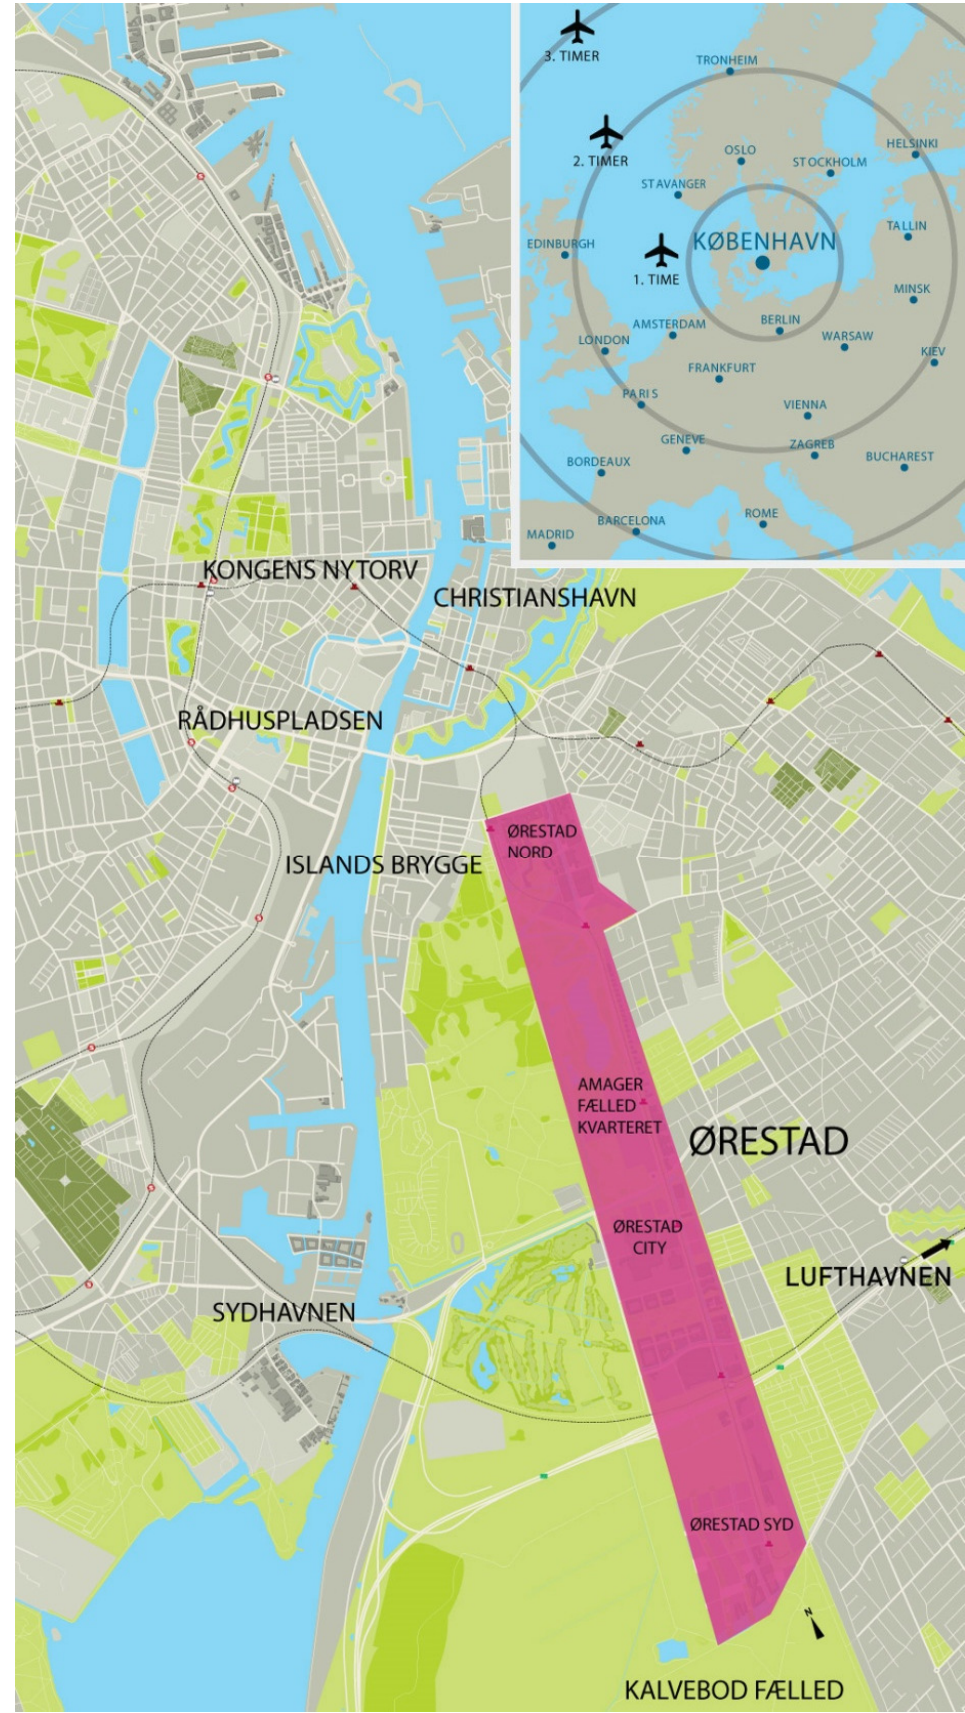 3. TIMER
TRONHEIM
2. TIMER
OSLO
STOCKHOLM
HELSINKI
STAVANGER
EDINBURGH
KØBENHAVN
TALLIN
1. TIME
MINSK
AMSTERDAM
BERLIN
LONDON
WARSAW
KIEV
FRANKFURT
PARIS
VIENNA
GENEVE
ZAGREB
BORDEAUX
BUCHAREST
ROME
BARCELONA
MADRID
KONGENS NYTORV
CHRISTIANSHAVN
RÅDHUSPLADSEN
ØRESTAD
NORD
ISLANDS BRYGGE
AMAGER
FÆLLED
KVARTERET
ØRESTAD
ØRESTAD
CITY
LUFTHAVNEN
SYDHAVNEN
ØRESTAD SYD
N
KALVEBOD FÆLLED